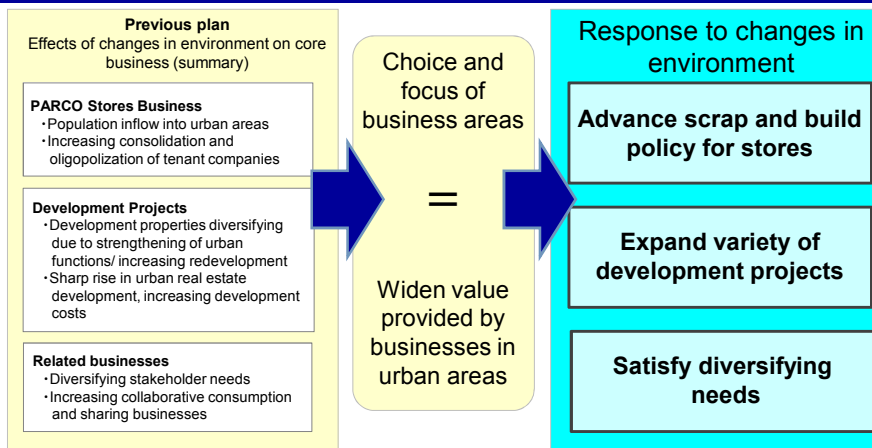 Previous plan
Effects of changes in environment on core
business (summary)
PARCO Stores Business
・Population inflow into urban areas
・Increasing consolidation and
oligopolization of tenant companies
Development Projects
・Development properties diversifying
due to strengthening of urban
functions/ increasing redevelopment
・Sharp rise in urban real estate
development, increasing development
costs
Related businesses
・Diversifying stakeholder needs
・Increasing collaborative consumption
and sharing businesses
Choice and
focus of
business areas
=
Widen value
provided by
businesses in
urban areas
Response to changes in
environment
Advance scrap and build
policy for stores
Expand variety of
development projects
Satisfy diversifying
needs